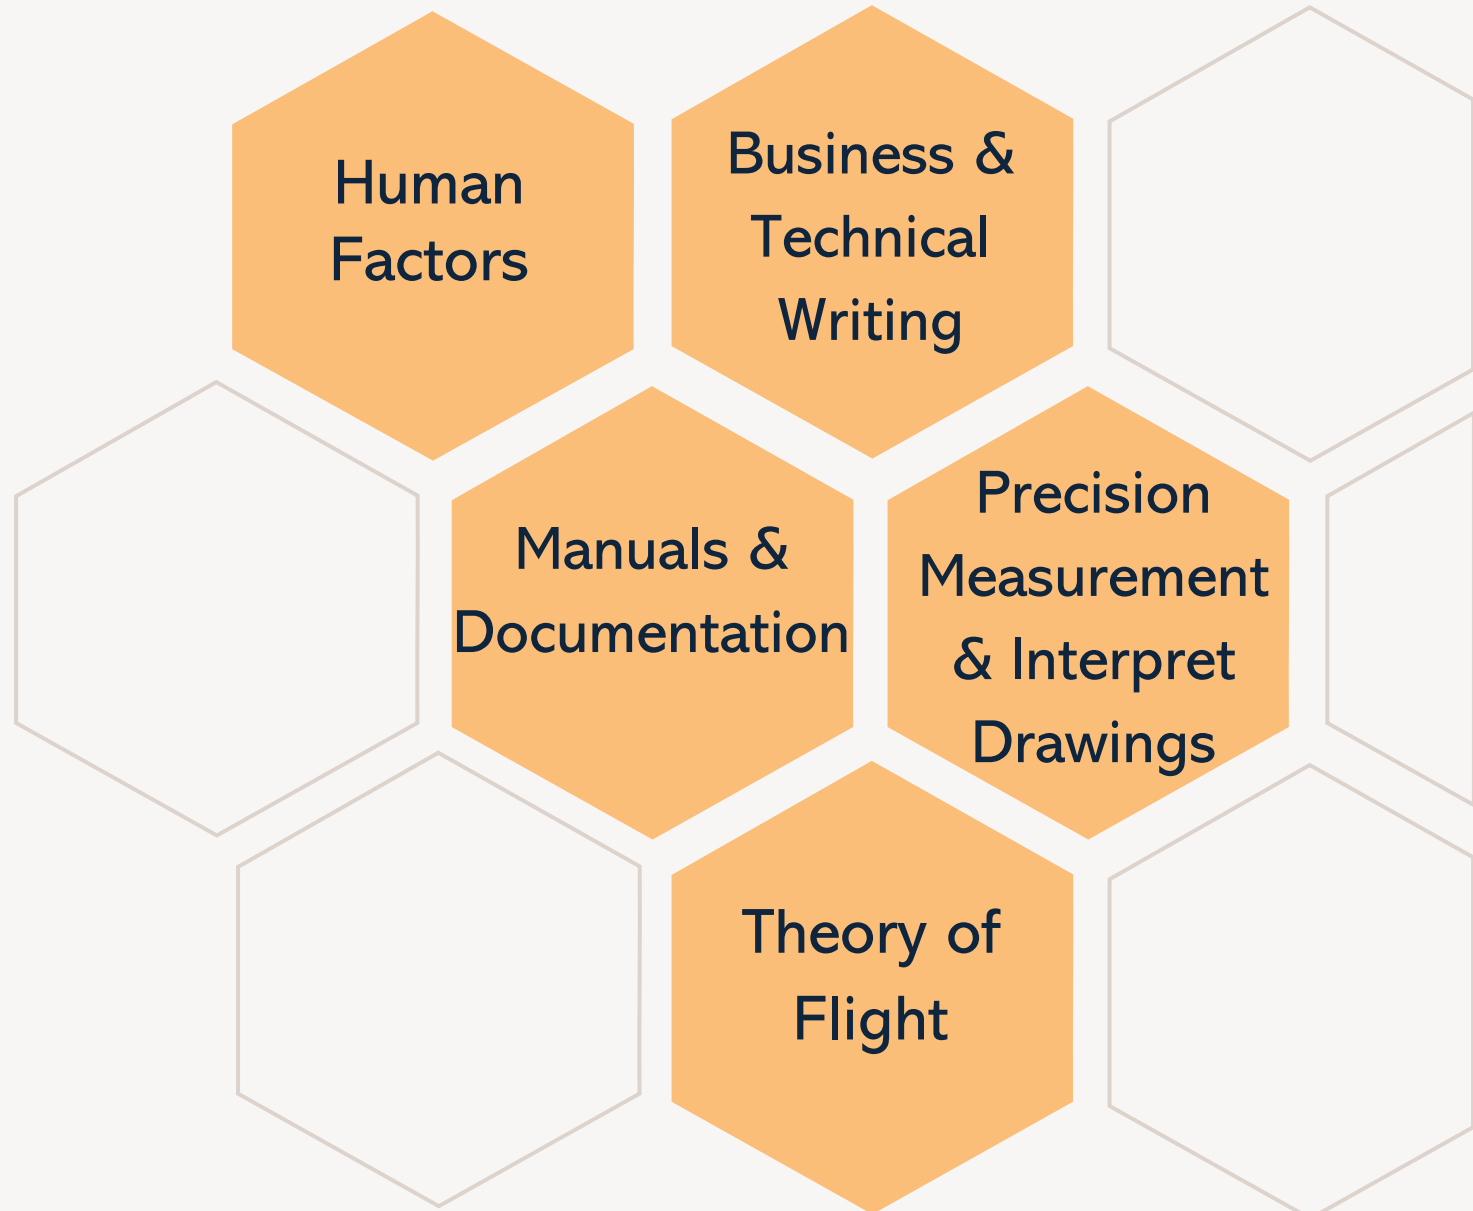 Human
Factors
Business &
Technical
Writing
Manuals &
Documentation
Precision
Measurement
& Interpret
Drawings
Theory of
Flight